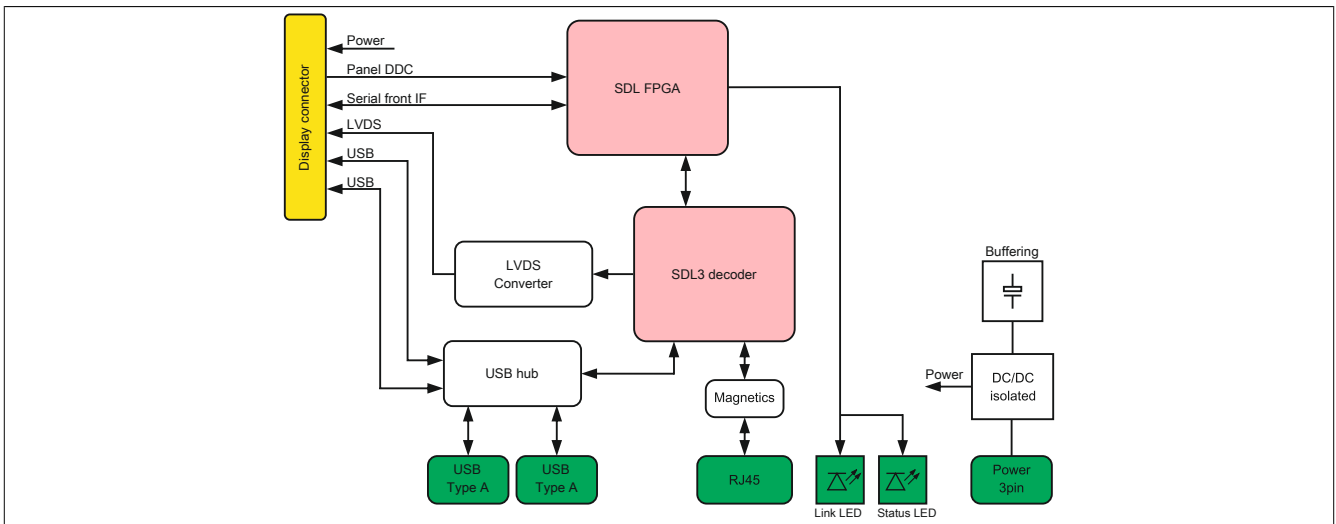 Display connector
Power
Panel DDC
Serial front IF
LVDS
USB
USB
SDL FPGA
LVDS
Converter
SDL3 decoder
Buffering
USB hub
Magnetics
Power
DC/DC
isolated
USB
Type A
USB
Type A
RJ45
Link LED
Status LED
Power
3pin